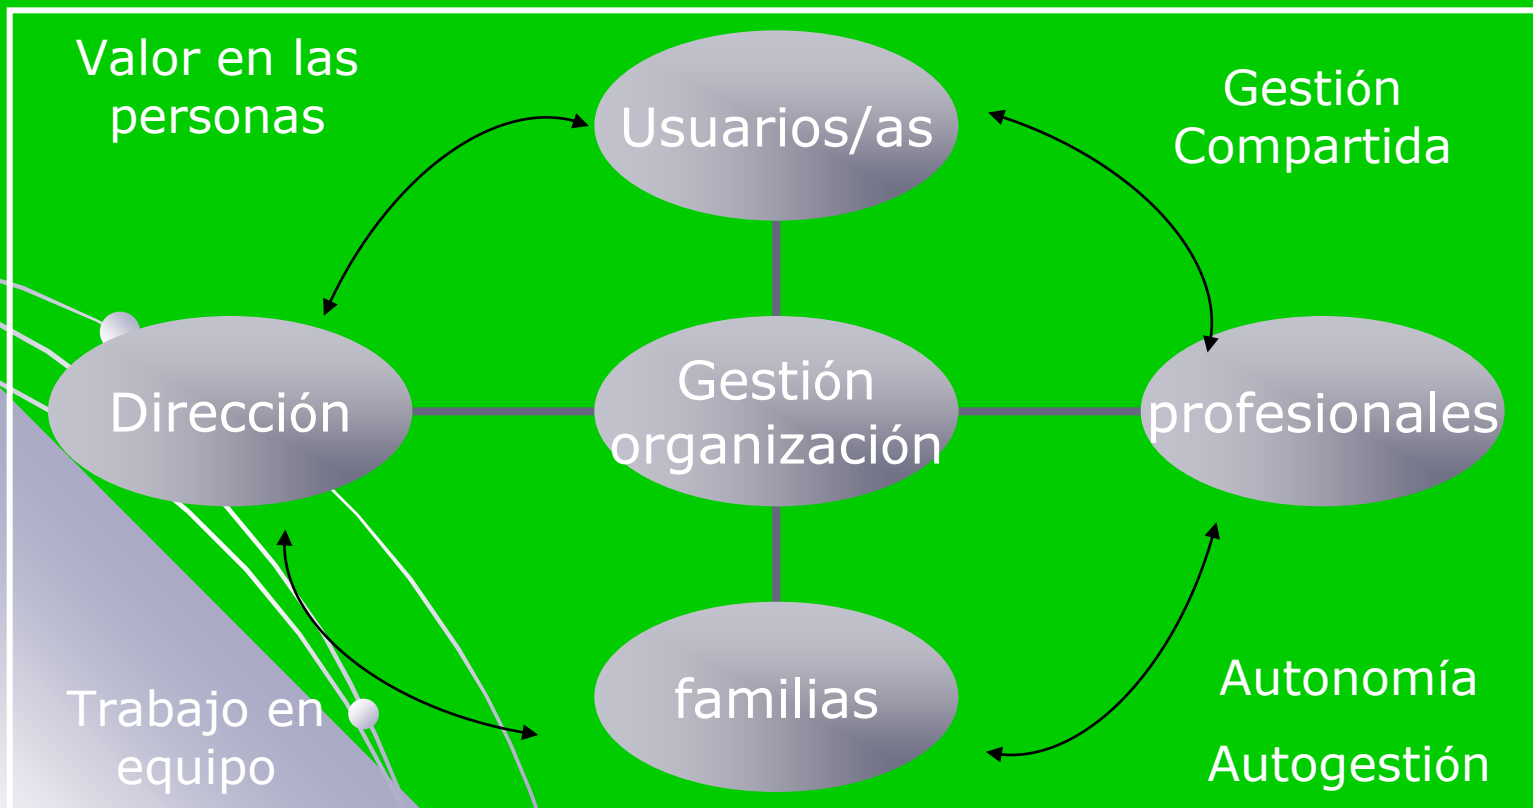 Valor en las
personas
Usuarios/as
Gestión
Compartida
Dirección
Gestión
organización
profesionales
Trabajo en
equipo
familias
Autonomía
Autogestión